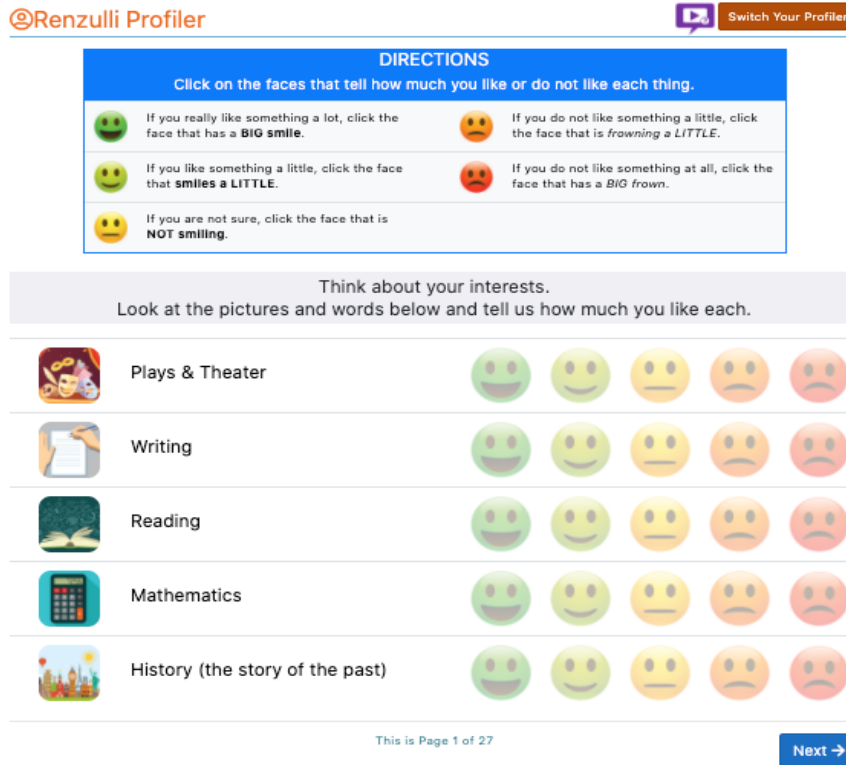 Renzulli Profiler
Switch Your Profiler
DIRECTIONS
Click on the faces that tell how much you like or do not like each thing.
If you really like something a lot, click the
face that has a BIG smile.
If you do not like something a little, click
the face that is frowning a LITTLE.
If you like something a little, click the face
that smiles a LITTLE.
If you do not like something at all, click the
face that has a BIG frown.
If you are not sure, click the face that is
NOT smiling.
Think about your interests.
Look at the pictures and words below and tell us how much you like each.
Plays & Theater
Writing
Reading
Mathematics
History (the story of the past)
This is Page 1 of 27
Next →